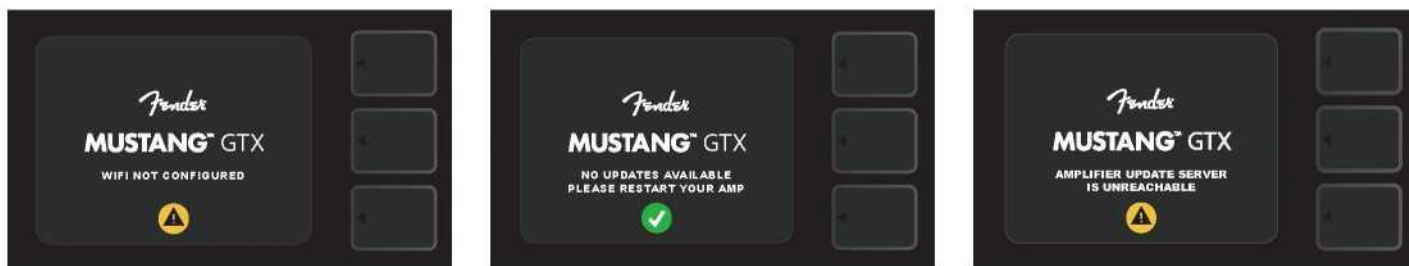 Fender
MUSTANG™ GTX
WIFI NOT CONFIGURED
Fender
MUSTANG™ GTX
NO UPDATES AVAILABLE
PLEASE RESTART YOUR AMP
Fender
MUSTANG™ GTX
AMPLIFIER UPDATE SERVER
IS UNREACHABLE